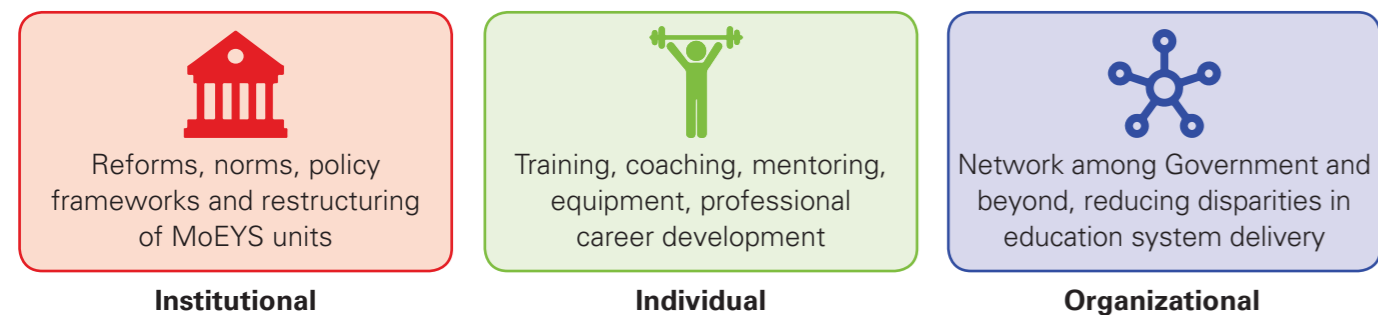 Reforms, norms, policy
frameworks and restructuring
of MoEYS units
Institutional
Training, coaching, mentoring,
equipment, professional
career development
Individual
Network among Government and
beyond, reducing disparities in
education system delivery
Organizational